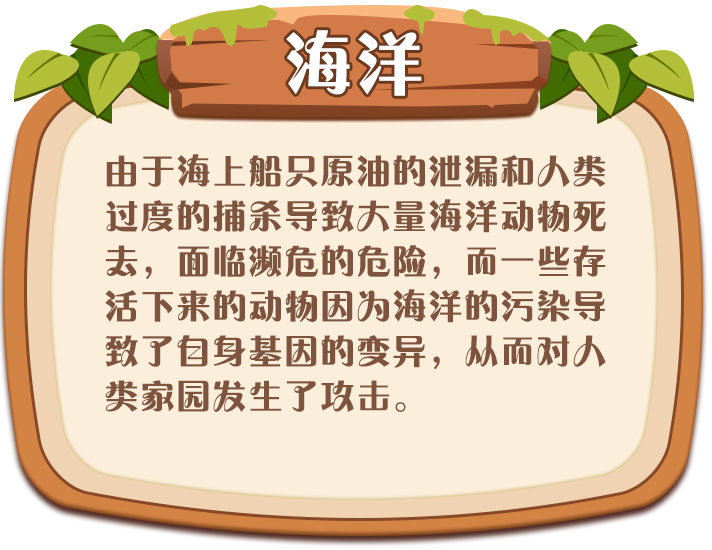 海洋
由于海上船只原油的泄漏和人类
过度的捕杀导致大量海洋动物死
去，面临濒危的危险，而一些存
活下来的动物因为海洋的污染导
致了自身基因的变异，从而对人
类家园发生了攻击。